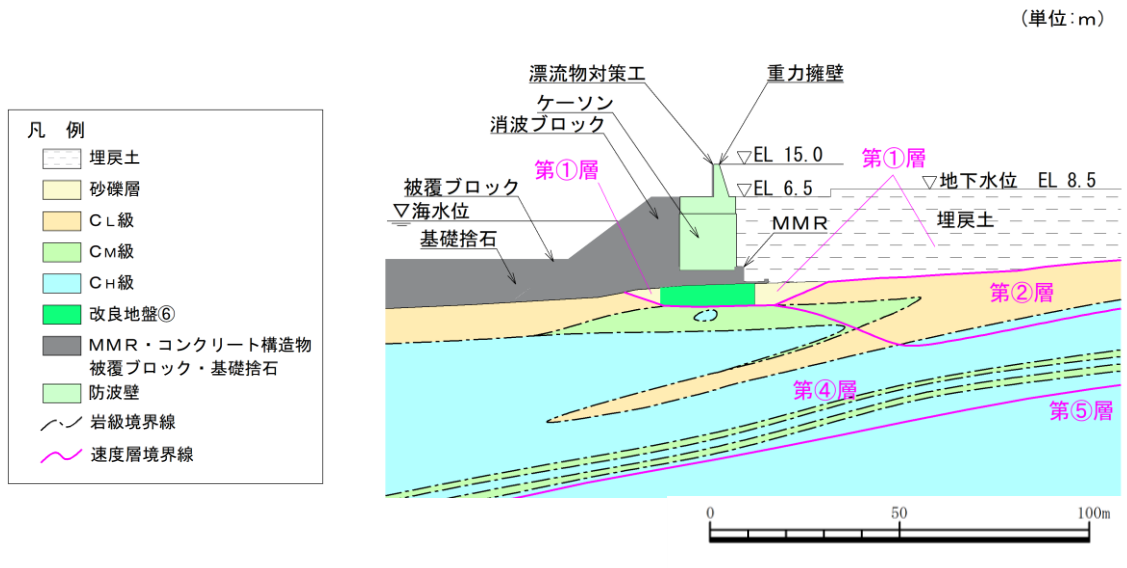 （単位：ｍ）
漂流物対策工
重力擁壁
ケーソン
消波ブロック
▽EL 15.0
第①層
第①層
被覆ブロック
▽EL 6.5
▽地下水位 EL 8.5
▽海水位
埋戻土
基礎捨石
ＭＭＲ
第②層
第④層
第⑤層
0 50 100m
凡 例
埋戻土
砂礫層
ＣL級
ＣM級
ＣH級
改良地盤⑥
ＭＭＲ・コンクリート構造物
被覆ブロック・基礎捨石
防波壁
岩級境界線
速度層境界線